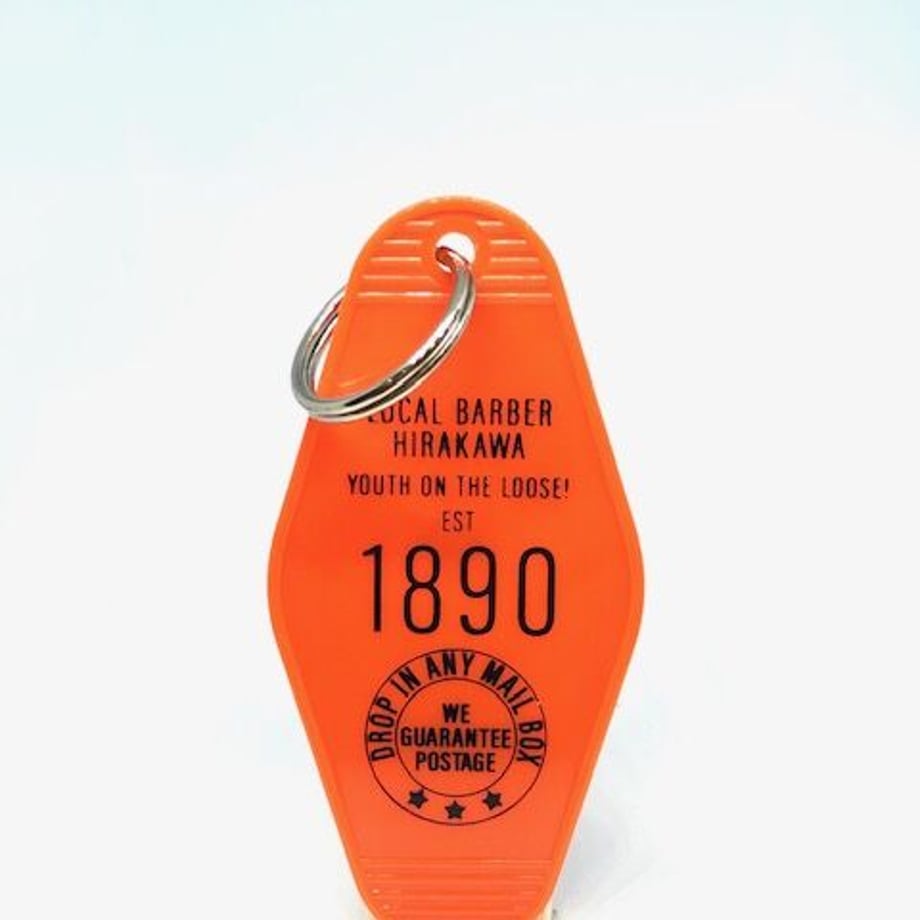 LOCAL BARBER
HIRAKAWA
YOUTH ON THE LOOSE!
EST
1890
DROP IN ANY MAIL BOX
WE
GUARANTEE
POSTAGE